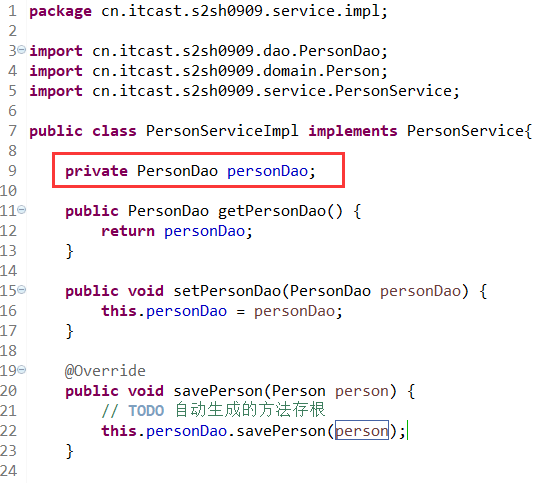 1 package cn.itcast.s2sh0909.service.impl;
2
3 import cn.itcast.s2sh0909.dao.PersonDao;
4 import cn.itcast.s2sh0909.domain.Person;
5 import cn.itcast.s2sh0909.service.PersonService;
6
7 public class PersonServiceImpl implements PersonService{
8
9 private PersonDao personDao;
10
11 public PersonDao getPersonDao() {
12 return personDao;
13 }
14
15 public void setPersonDao(PersonDao personDao) {
16 this.personDao = personDao;
17 }
18
19 @Override
20 public void savePerson(Person person) {
21 // TODO 自动生成的方法存根
22 this.personDao.savePerson(person);
23 }
24